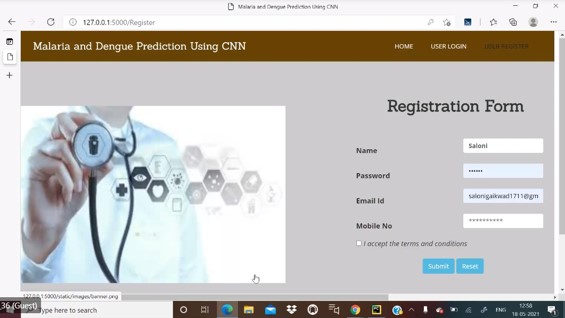 Malaria and Dengue Prediction Using CNN
127.0.0.1:5000/Register
Malaria and Dengue Prediction Using CNN
HOME USER LOGIN USER REGISTER
Registration Form
Name Saloni
Password ••••••
Email Id salonigaikwad1711@gm
Mobile No **********
I accept the terms and conditions
Submit Reset
127.0.0.1:5000/static/images/banner.png
36 (Guest)
ype here to search
ENG
12:58
18-05-2021